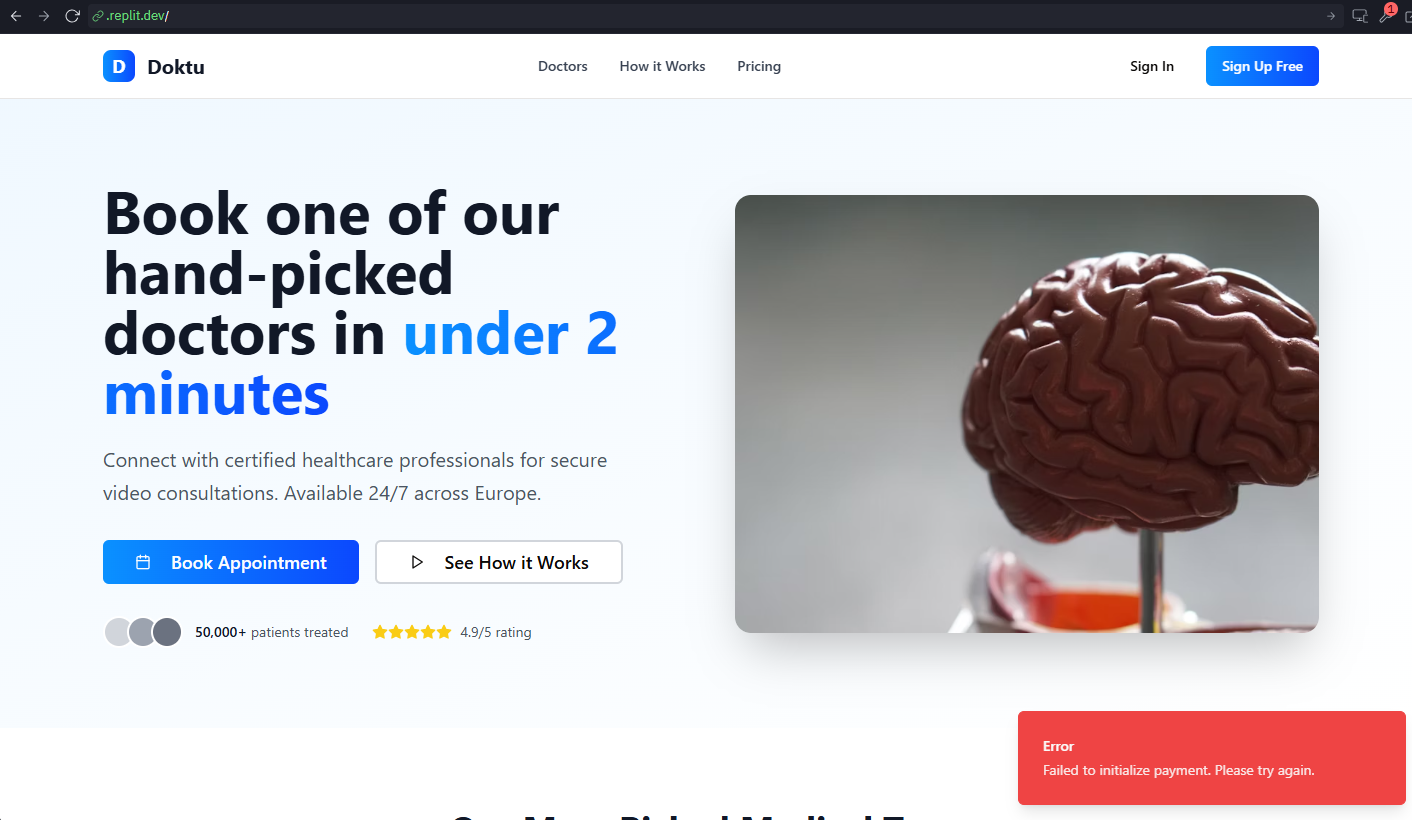 .replit.dev/
1
D Doktu
Doctors How it Works Pricing
Sign In Sign Up Free
Book one of our
hand-picked
doctors in under 2
minutes
Connect with certified healthcare professionals for secure
video consultations. Available 24/7 across Europe.
Book Appointment See How it Works
50,000+ patients treated 4.9/5 rating
Error
Failed to initialize payment. Please try again.